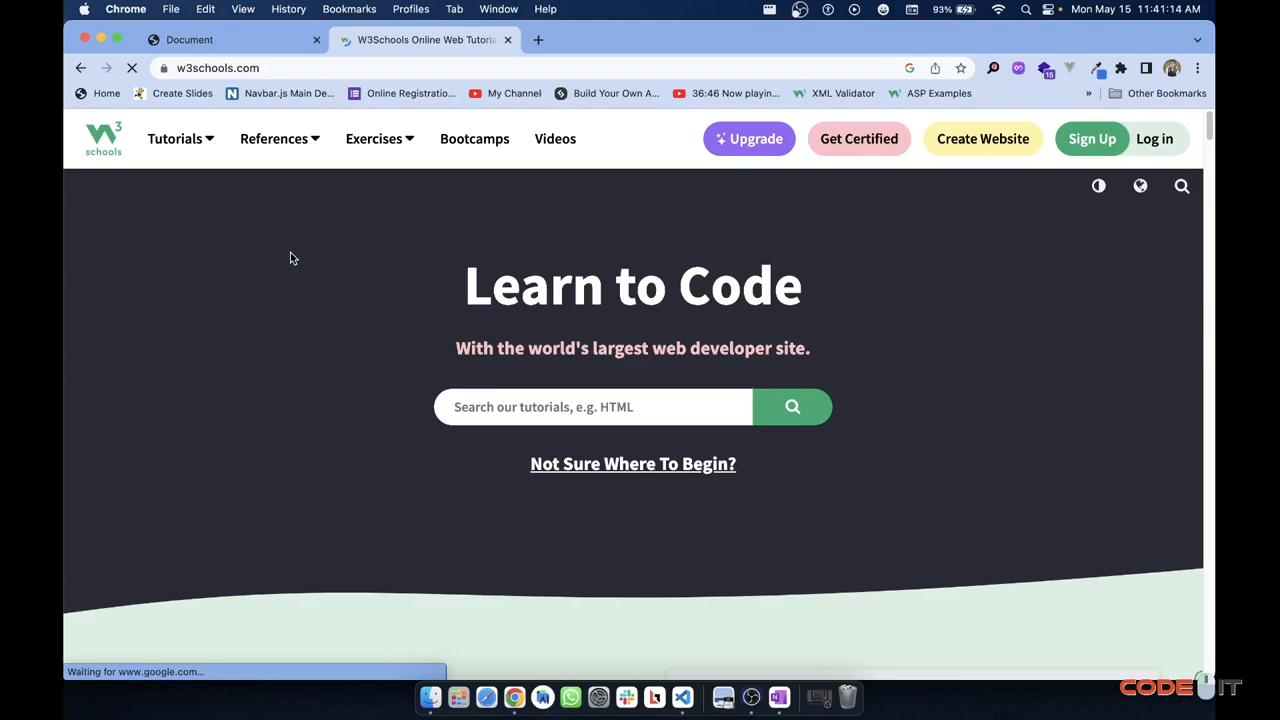 Chrome File Edit View History Bookmarks Profiles Tab Window Help 93% Mon May 15 11:41:14 AM
Document W3Schools Online Web Tutoria
w3schools.com
Home Create Slides Navbar.js Main De... Online Registratio... My Channel Build Your Own A... 36:46 Now playin... XML Validator ASP Examples » Other Bookmarks
15
W3 schools
Tutorials References Exercises Bootcamps Videos Upgrade Get Certified Create Website Sign Up Log in
Learn to Code
With the world's largest web developer site.
Search our tutorials, e.g. HTML
Not Sure Where To Begin?
Waiting for www.google.com...
CODE IT